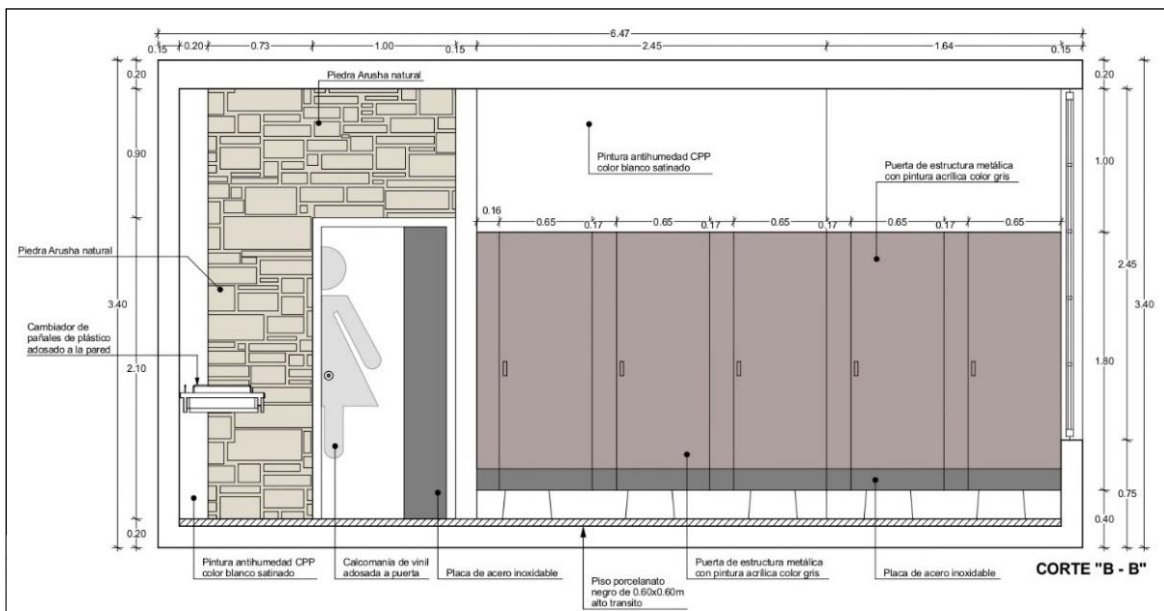 6.47
0.15
0.20
0.73
1.00
0.15
2.45
1.64
0.15
0.20
0.90
3.40
2.10
0.20
Piedra Arusha natural
Pintura antihumedad CPP
color blanco satinado
Puerta de estructura metálica
con pintura acrílica color gris
0.16
0.65
0.17
0.65
0.17
0.65
0.17
0.65
0.17
0.65
Piedra Arusha natural
Cambiador de
pañales de plástico
adosado a la pared
0.20
1.00
2.45
3.40
1.80
0.75
0.40
Pintura antihumedad CPP
color blanco satinado
Calcomanía de vinil
adosada a puerta
Placa de acero inoxidable
Piso porcelanato
negro de 0.60x0.60m
alto transito
Puerta de estructura metálica
con pintura acrílica color gris
Placa de acero inoxidable
CORTE "B - B"